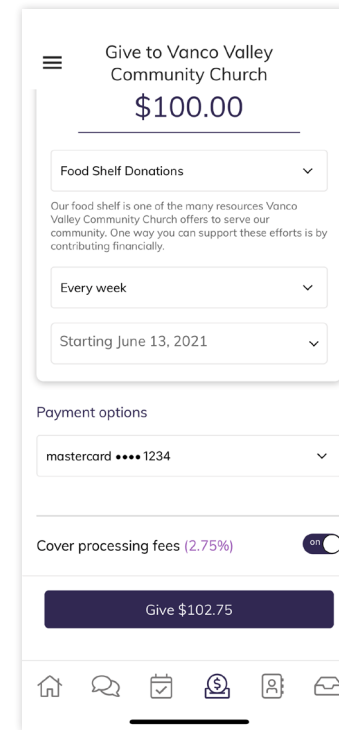 Give to Vanco Valley
Community Church
$100.00
Food Shelf Donations
Our food shelf is one of the many resources Vanco
Valley Community Church offers to serve our
community. One way you can support these efforts is by
contributing financially.
Every week
Starting June 13, 2021
Payment options
mastercard •••• 1234
Cover processing fees (2.75%)
on
Give $102.75